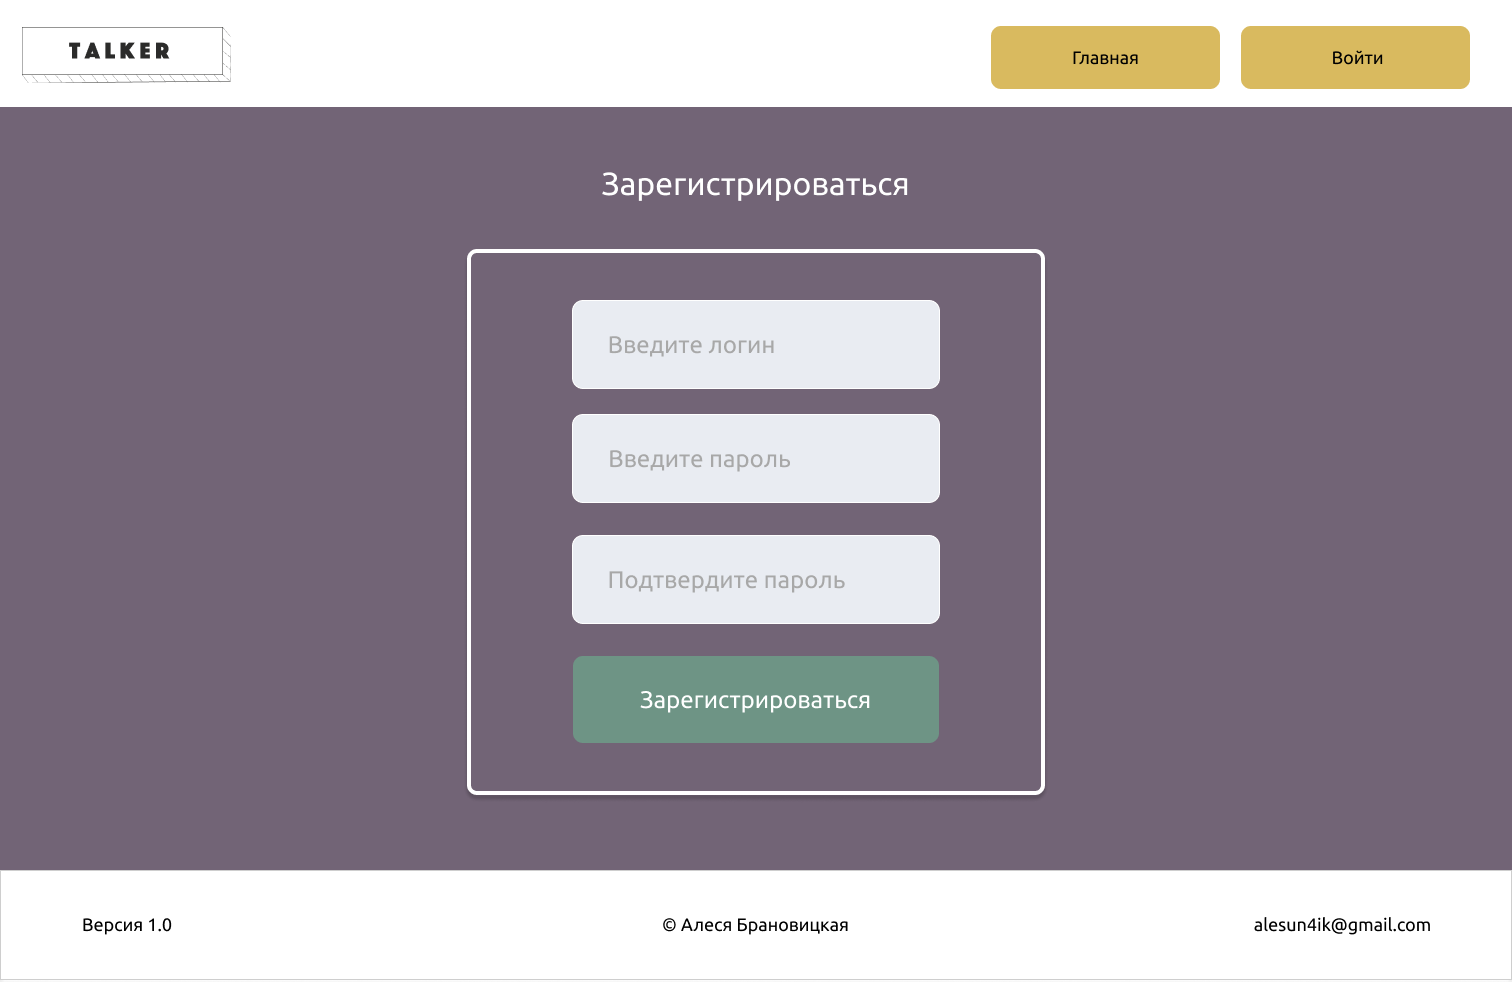 TALKER
Главная
Войти
Зарегистрироваться
Введите логин
Введите пароль
Подтвердите пароль
Зарегистрироваться
Версия 1.0
© Алеся Брановицкая
alesun4ik@gmail.com